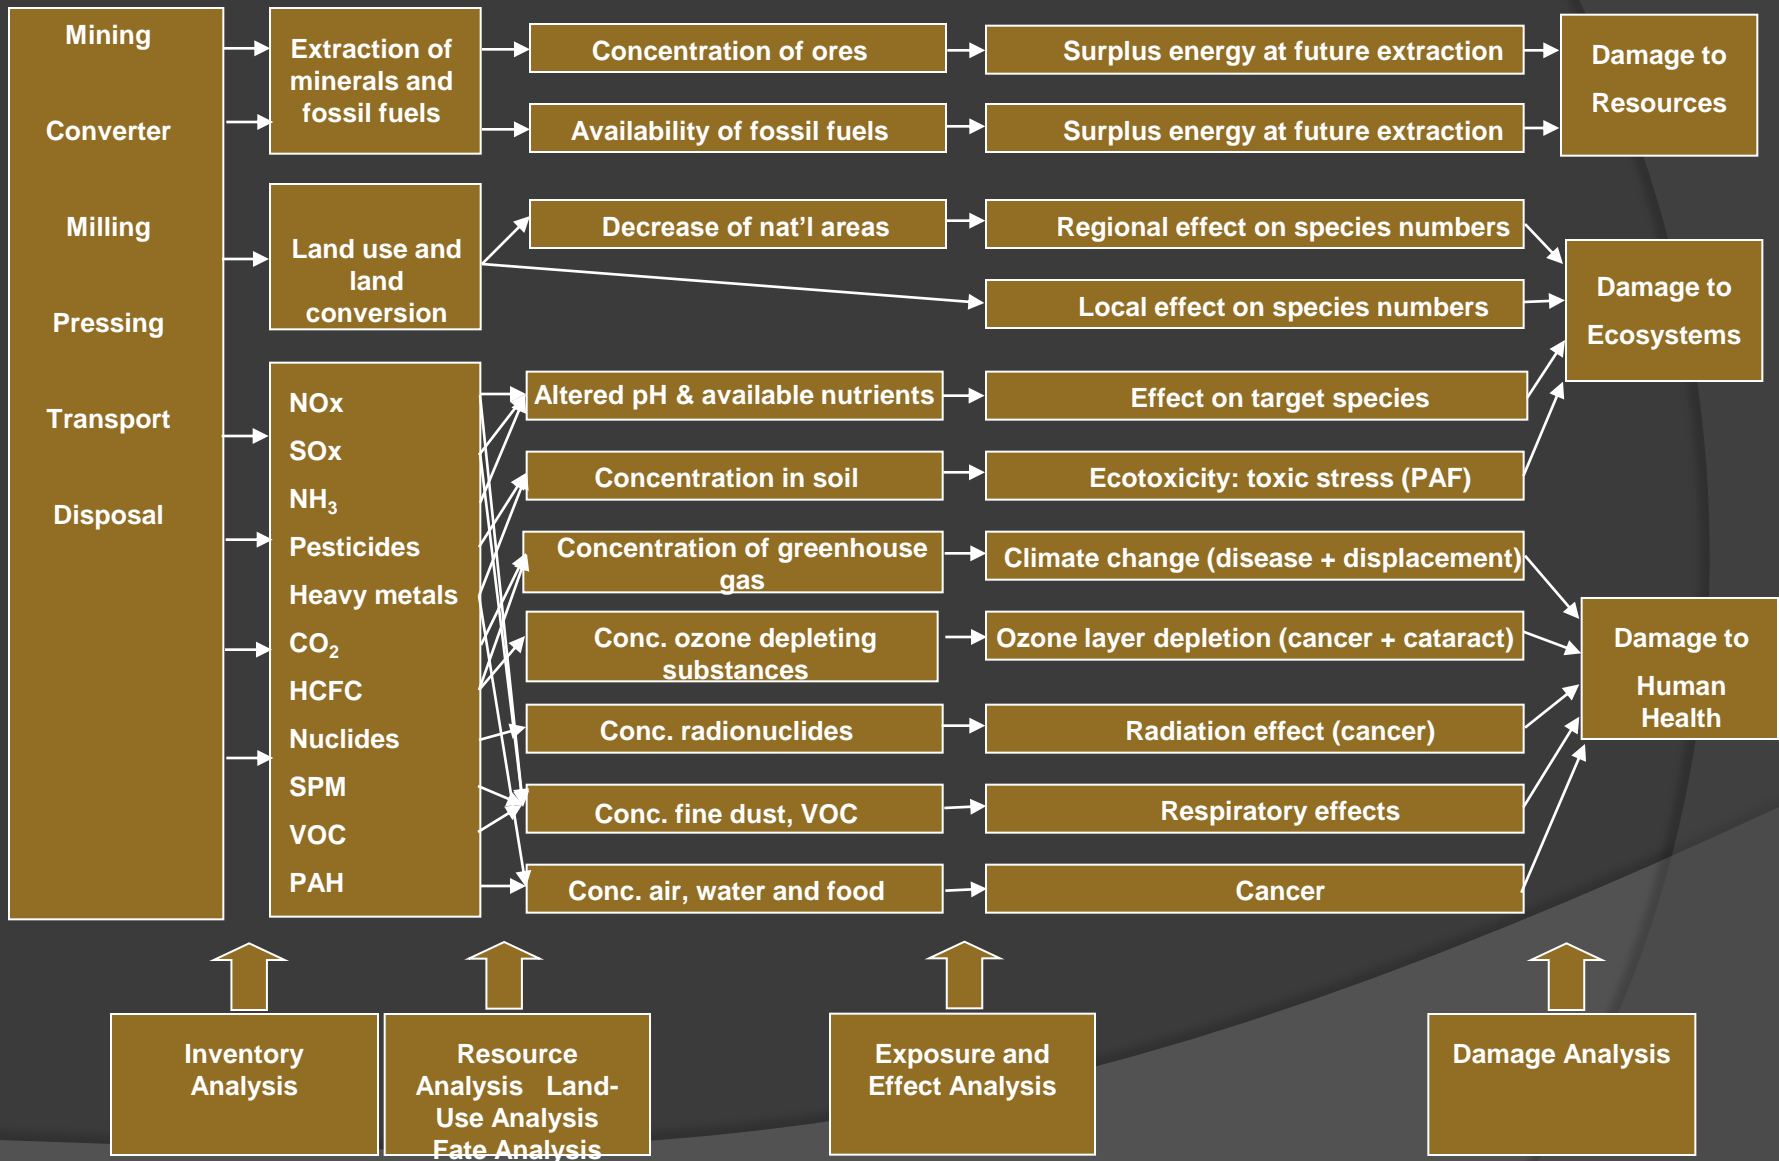 Mining
Converter
Milling
Pressing
Transport
Disposal
Extraction of
minerals and
fossil fuels
Land use and
land
conversion
NOx
SOx
NH₃
Pesticides
Heavy metals
CO₂
HCFC
Nuclides
SPM
VOC
PAH
Concentration of ores
Availability of fossil fuels
Decrease of nat’l areas
Altered pH & available nutrients
Concentration in soil
Concentration of greenhouse
gas
Conc. ozone depleting
substances
Conc. radionuclides
Conc. fine dust, VOC
Conc. air, water and food
Surplus energy at future extraction
Surplus energy at future extraction
Regional effect on species numbers
Local effect on species numbers
Effect on target species
Ecotoxicity: toxic stress (PAF)
Climate change (disease + displacement)
Ozone layer depletion (cancer + cataract)
Radiation effect (cancer)
Respiratory effects
Cancer
Damage to
Resources
Damage to
Ecosystems
Damage to
Human
Health
Inventory
Analysis
Resource
Analysis Land-
Use Analysis
Fate Analysis
Exposure and
Effect Analysis
Damage Analysis